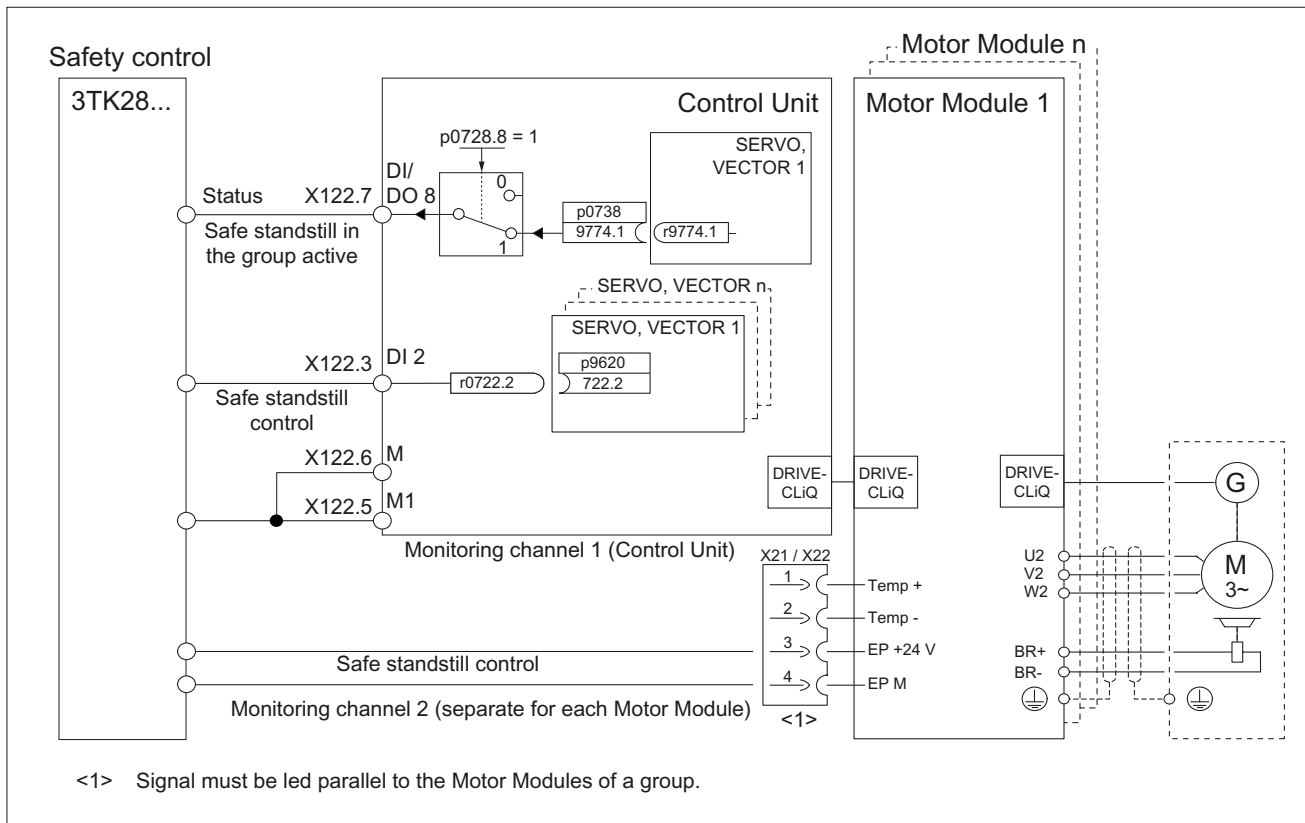 Safety control
3TK28...
Control Unit
Motor Module n
Motor Module 1
p0728.8 = 1
SERVO,
VECTOR 1
DI/
DO 8
Status
X122.7
0
1
p0738
9774.1
r9774.1
Safe standstill in
the group active
SERVO, VECTOR n
SERVO, VECTOR 1
X122.3
DI 2
r0722.2
p9620
722.2
Safe standstill
control
X122.6
M
X122.5
M1
DRIVE-
CLiQ
DRIVE-
CLiQ
DRIVE-
CLiQ
G
Monitoring channel 1 (Control Unit)
X21 / X22
1
Temp +
2
Temp -
3
EP +24 V
4
EP M
U2
V2
W2
M
3~
BR+
BR-
Safe standstill control
Monitoring channel 2 (separate for each Motor Module)
<1>
<1> Signal must be led parallel to the Motor Modules of a group.